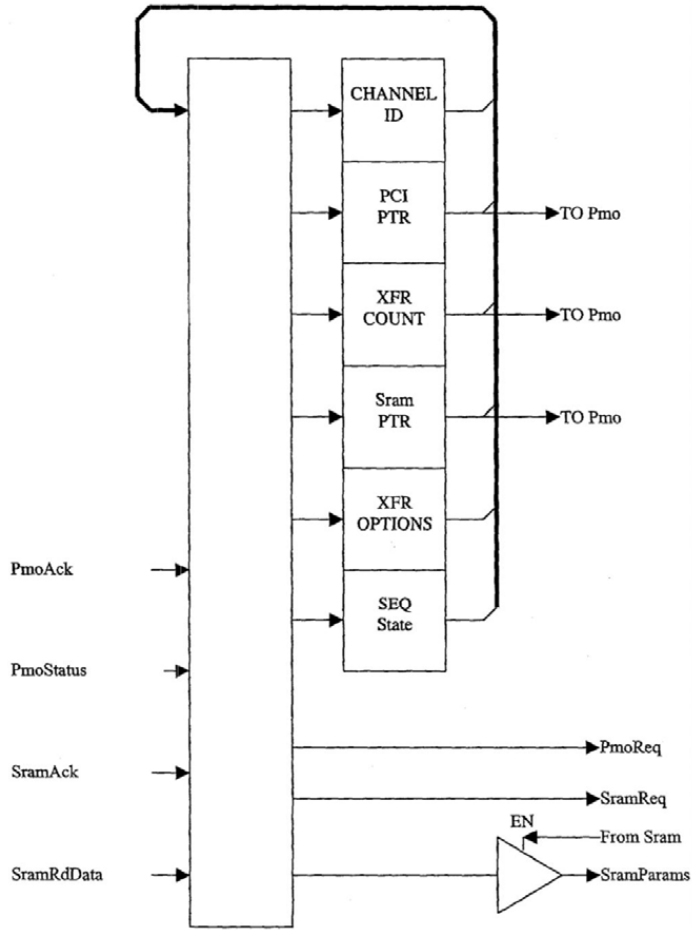 CHANNEL
ID
PCI
PTR
TO Pmo
XFR
COUNT
TO Pmo
Sram
PTR
TO Pmo
XFR
OPTIONS
PmoAck
SEQ
State
PmoStatus
PmoReq
SramAck
SramReq
EN
From Sram
SramRdData
SramParams